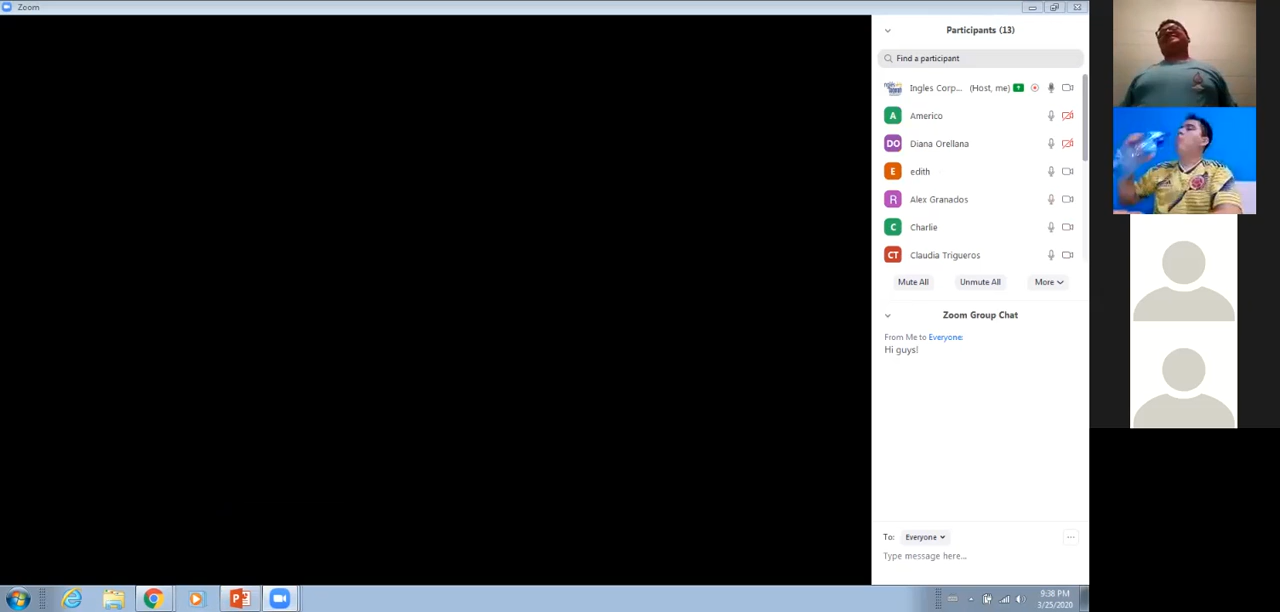 Zoom
Participants (13)
Find a participant
Ingles Corp... (Host, me)
A Americo
DO Diana Orellana
E edith
R Alex Granados
C Charlie
CT Claudia Trigueros
Mute All Unmute All More
Zoom Group Chat
From Me to Everyone:
Hi guys!
To: Everyone
Type message here...
9:38 PM
3/25/2020